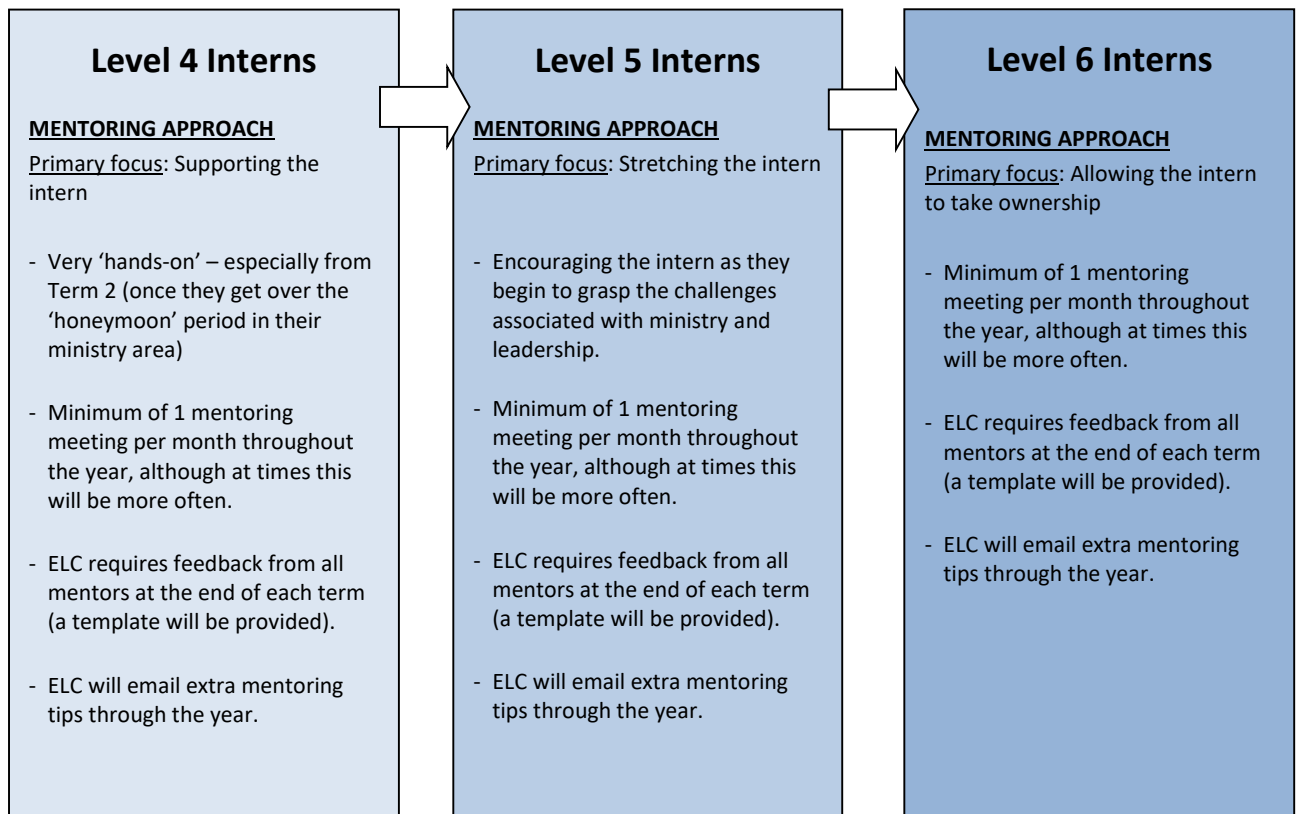 Level 4 Interns
MENTORING APPROACH
Primary focus: Supporting the
intern
- Very ‘hands-on’ – especially from
Term 2 (once they get over the
‘honeymoon’ period in their
ministry area)
- Minimum of 1 mentoring
meeting per month throughout
the year, although at times this
will be more often.
- ELC requires feedback from all
mentors at the end of each term
(a template will be provided).
- ELC will email extra mentoring
tips through the year.
Level 5 Interns
MENTORING APPROACH
Primary focus: Stretching the intern
- Encouraging the intern as they
begin to grasp the challenges
associated with ministry and
leadership.
- Minimum of 1 mentoring
meeting per month throughout
the year, although at times this
will be more often.
- ELC requires feedback from all
mentors at the end of each term
(a template will be provided).
- ELC will email extra mentoring
tips through the year.
Level 6 Interns
MENTORING APPROACH
Primary focus: Allowing the intern
to take ownership
- Minimum of 1 mentoring
meeting per month throughout
the year, although at times this
will be more often.
- ELC requires feedback from all
mentors at the end of each term
(a template will be provided).
- ELC will email extra mentoring
tips through the year.